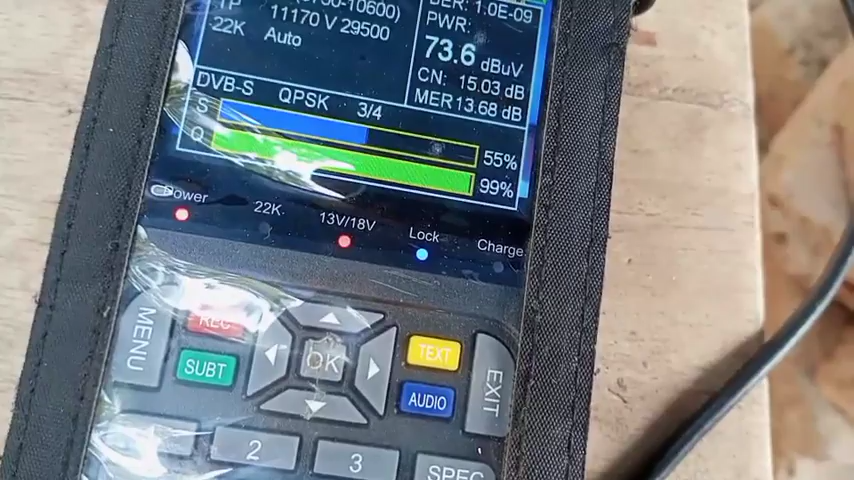 -10600)
BER: 1.0E-09
TP 11170 V 29500
PWR:
22K Auto
73.6 dBuV
CN: 15.03 dB
MER 13.68 dB
DVB-S QPSK 3/4
S 55%
Q 99%
Power 22K 13V/18V Lock Charge
MENU
REC
SUBT
OK
TEXT
AUDIO
EXIT
2
3
SPEC